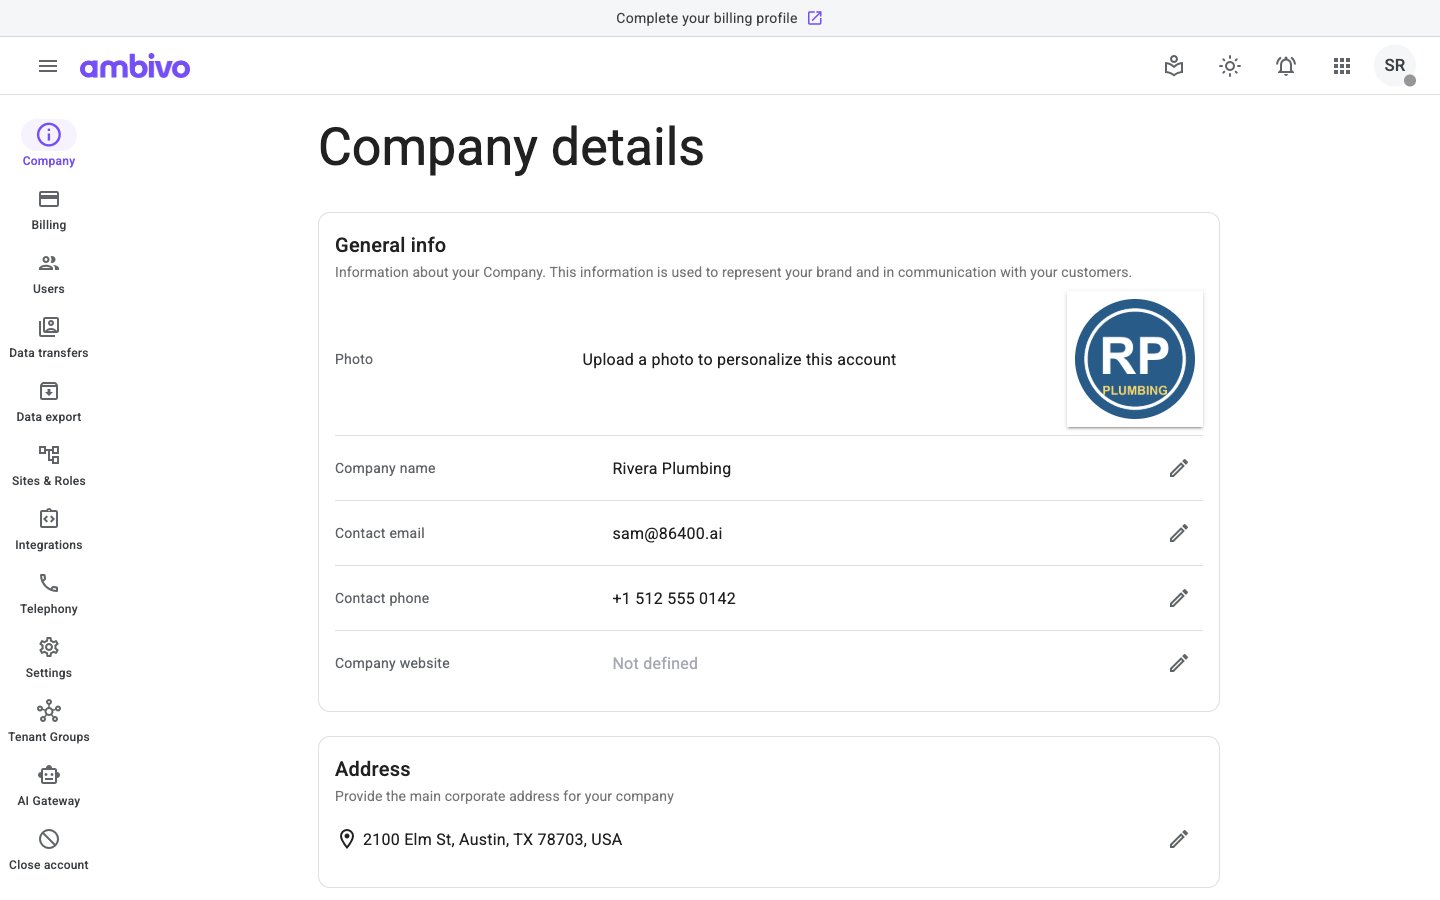 Complete your billing profile
ambivo
SR
Company
Billing
Users
Data transfers
Data export
Sites & Roles
Integrations
Telephony
Settings
Tenant Groups
AI Gateway
Close account
Company details
General info
Information about your Company. This information is used to represent your brand and in communication with your customers.
Photo
Upload a photo to personalize this account
RP
PLUMBING
Company name
Rivera Plumbing
Contact email
sam@86400.ai
Contact phone
+1 512 555 0142
Company website
Not defined
Address
Provide the main corporate address for your company
2100 Elm St, Austin, TX 78703, USA